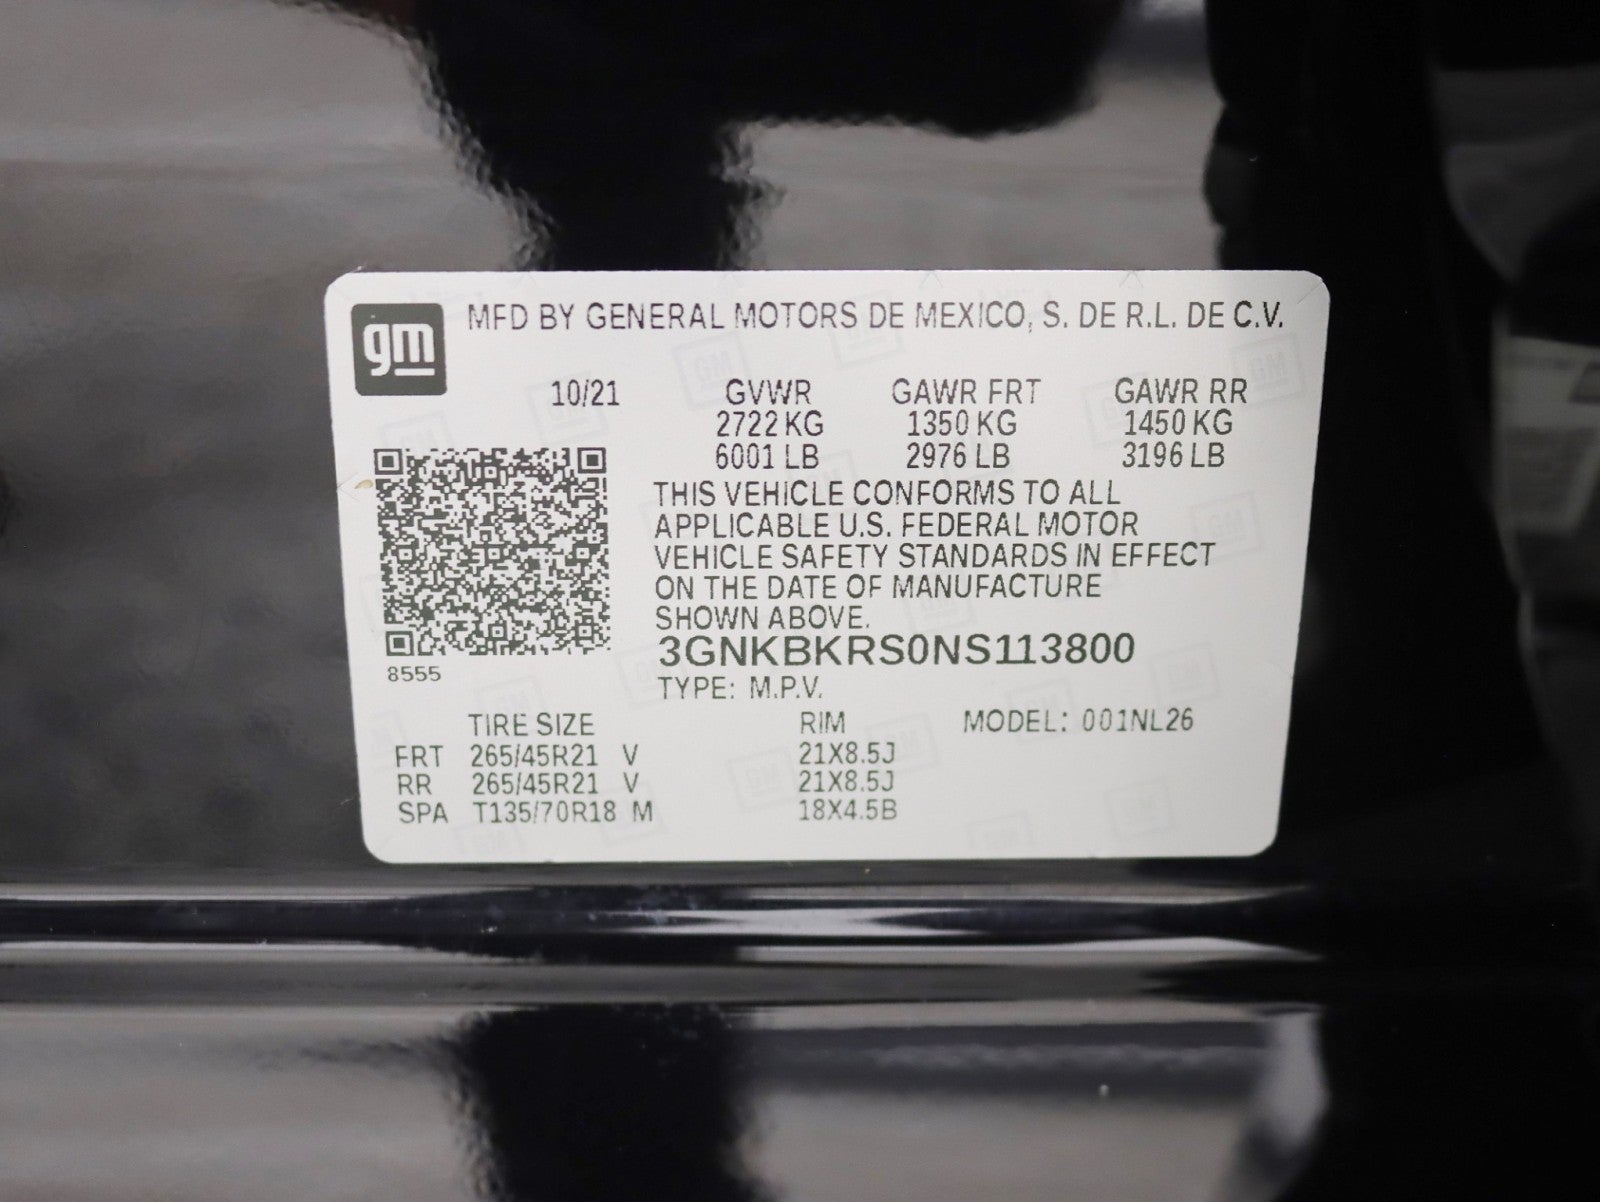 gm
MFD BY GENERAL MOTORS DE MEXICO, S. DE R.L. DE C.V.
10/21 GVWR GAWR FRT GAWR RR
2722 KG 1350 KG 1450 KG
6001 LB 2976 LB 3196 LB
THIS VEHICLE CONFORMS TO ALL
APPLICABLE U.S. FEDERAL MOTOR
VEHICLE SAFETY STANDARDS IN EFFECT
ON THE DATE OF MANUFACTURE
SHOWN ABOVE.
3GNKBKRS0NS113800
8555
TYPE: M.P.V.
TIRE SIZE RIM MODEL: 001NL26
FRT 265/45R21 V 21X8.5J
RR 265/45R21 V 21X8.5J
SPA T135/70R18 M 18X4.5B